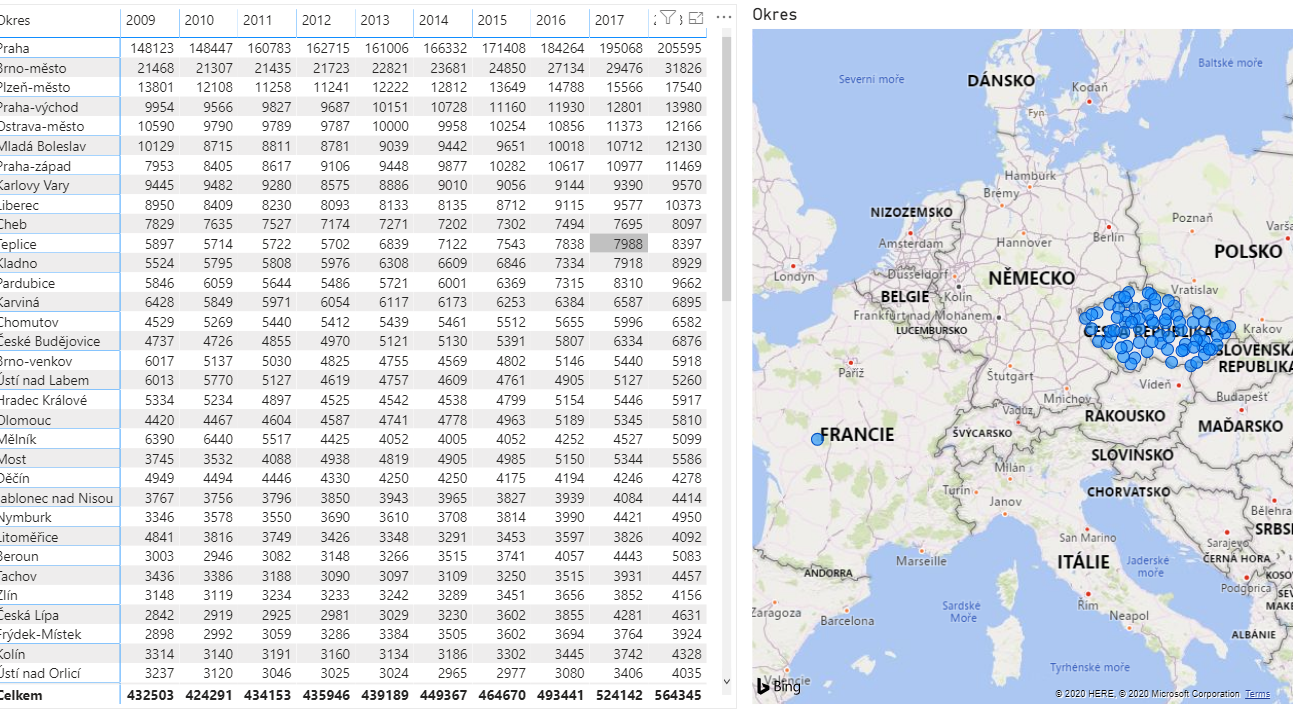 Okres 2009 2010 2011 2012 2013 2014 2015 2016 2017
Praha 148123 148447 160783 162715 161006 166332 171408 184264 195068 205595
Brno-město 21468 21307 21435 21723 22821 23681 24850 27134 29476 31826
Plzeň-město 13801 12108 11258 11241 12222 12812 13649 14788 15566 17540
Praha-východ 9954 9566 9827 9687 10151 10728 11160 11930 12801 13980
Ostrava-město 10590 9790 9789 9787 10000 9958 10254 10856 11373 12166
Mladá Boleslav 10129 8715 8811 8781 9039 9442 9651 10018 10712 12130
Praha-západ 7953 8405 8617 9106 9448 9877 10282 10617 10977 11469
Karlovy Vary 9445 9482 9280 8575 8886 9010 9056 9144 9390 9570
Liberec 8950 8409 8230 8093 8133 8135 8712 9115 9577 10373
Cheb 7829 7635 7527 7174 7271 7202 7302 7494 7695 8097
Teplice 5897 5714 5722 5702 6839 7122 7543 7838 7988 8397
Kladno 5524 5795 5808 5976 6308 6609 6846 7334 7918 8929
Pardubice 5846 6059 5644 5486 5721 6001 6369 7315 8310 9662
Karviná 6428 5849 5971 6054 6117 6173 6253 6384 6587 6895
Chomutov 4529 5269 5440 5412 5439 5461 5512 5655 5996 6582
České Budějovice 4737 4726 4855 4970 5121 5130 5391 5807 6334 6876
Brno-venkov 6017 5137 5030 4825 4755 4569 4802 5146 5440 5918
Ústí nad Labem 6013 5770 5127 4619 4757 4609 4761 4905 5127 5260
Hradec Králové 5334 5234 4897 4525 4542 4538 4799 5154 5446 5917
Olomouc 4420 4467 4604 4587 4741 4778 4963 5189 5345 5810
Mělník 6390 6440 5517 4425 4052 4005 4052 4252 4527 5099
Most 3745 3532 4088 4938 4819 4905 4985 5150 5344 5586
Děčín 4949 4494 4446 4330 4250 4250 4175 4194 4246 4278
Jablonec nad Nisou 3767 3756 3796 3850 3943 3965 3827 3939 4084 4414
Nymburk 3346 3578 3550 3690 3610 3708 3814 3990 4421 4950
Litoměřice 4841 3816 3749 3426 3348 3291 3453 3597 3826 4092
Beroun 3003 2946 3082 3148 3266 3515 3741 4057 4443 5083
Tachov 3436 3386 3188 3090 3097 3109 3250 3515 3931 4457
Zlín 3148 3119 3234 3233 3242 3289 3451 3656 3852 4156
Česká Lípa 2842 2919 2925 2981 3029 3230 3602 3855 4281 4631
Frýdek-Místek 2898 2992 3059 3286 3384 3505 3602 3694 3764 3924
Kolín 3314 3140 3191 3160 3134 3186 3302 3445 3742 4328
Ústí nad Orlicí 3237 3120 3046 3025 3024 2965 2977 3080 3406 4035
Celkem 432503 424291 434153 435946 439189 449367 464670 493441 524142 564345
Okres
Baltské moře
Severní moře
DÁNSKO
Kodaň
Fyn
Hamburk
Brémy
NIZOZEMSKO
Poznaň
Varša
Amsterdam
Hannover
Berlín
POLSKO
Londýn
Düsseldorf
NĚMECKO
BELGIE
Kolín
Vratislav
Frankfurt nad Mohanem
LUCEMBURSKO
ČESKÁ REPUBLIKA
Krakov
SLOVENSKÁ
REPUBLIKA
Paříž
Štutgart
Vídeň
Mnichov
Budapešť
Vaduz
RAKOUSKO
MAĎARSKO
FRANCIE
ŠVÝCARSKO
SLOVINSKO
Milán
Turín
CHORVATSKO
Janov
Bělehra
SRBS
San Marino
Sarajevo
Marseille
ITÁLIE
Jaderské
moře
ČERNÁ HORA
KOSO
ANDORRA
Podgorica
SEV
MAKE
Zaragoza
Barcelona
Sardské
Moře
Řím
Neapol
ALBÁNIE
Tyrhénské moře
Valencie
Bing
© 2020 HERE, © 2020 Microsoft Corporation Terms